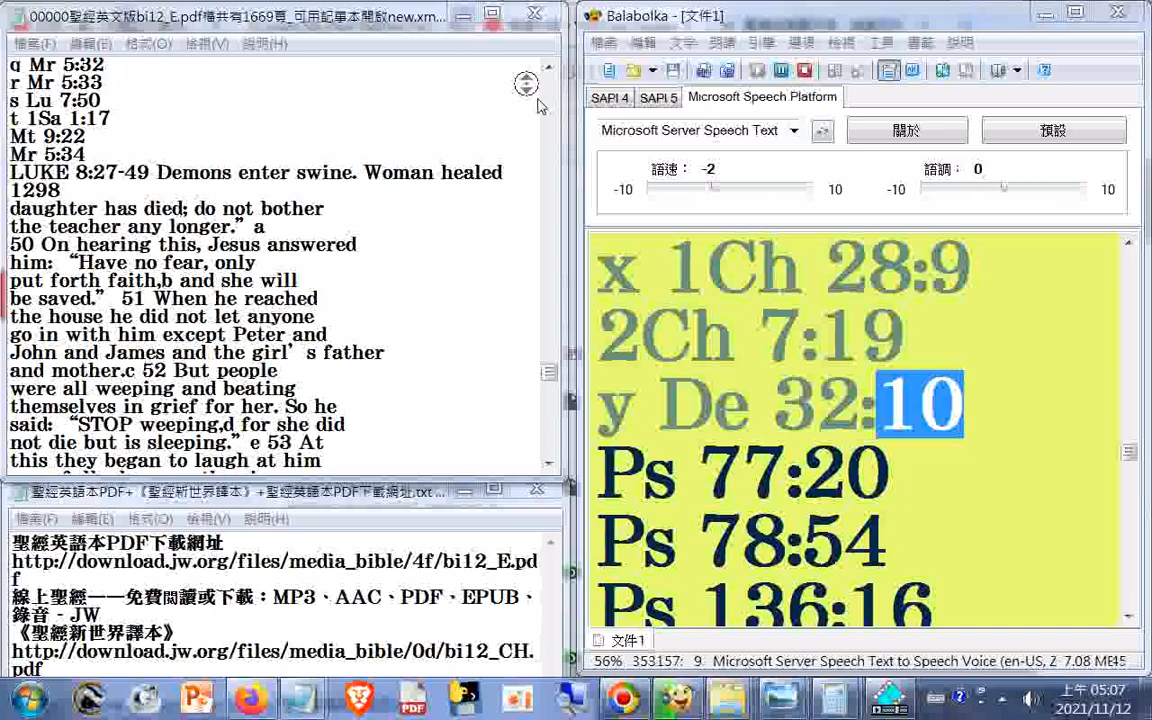 00000聖經英文版bi12_E.pdf檔共有1669頁_可用記事本開啟new.xm...
檔案(F) 編輯(E) 格式(O) 檢視(V) 說明(H)
q Mr 5:32
r Mr 5:33
s Lu 7:50
t 1Sa 1:17
Mt 9:22
Mr 5:34
LUKE 8:27-49 Demons enter swine. Woman healed
1298
daughter has died; do not bother
the teacher any longer.” a
50 On hearing this, Jesus answered
him: “Have no fear, only
put forth faith,b and she will
be saved.” 51 When he reached
the house he did not let anyone
go in with him except Peter and
John and James and the girl’s father
and mother.c 52 But people
were all weeping and beating
themselves in grief for her. So he
said: “STOP weeping,d for she did
not die but is sleeping.” e 53 At
this they began to laugh at him
聖經英語本PDF+《聖經新世界譯本》+聖經英語本PDF下載網址.txt ...
檔案(F) 編輯(E) 格式(O) 檢視(V) 說明(H)
聖經英語本PDF下載網址
http://download.jw.org/files/media_bible/4f/bi12_E.pd
f
線上聖經——免費閱讀或下載：MP3、AAC、PDF、EPUB、
錄音 - JW
《聖經新世界譯本》
http://download.jw.org/files/media_bible/0d/bi12_CH.
pdf
Balabolka - [文件1]
檔案 編輯 文字 朗讀 引擎 選項 檢視 工具 書籤 說明
SAPI 4 SAPI 5 Microsoft Speech Platform
Microsoft Server Speech Text 關於 預設
語速： -2 語調： 0
-10 10 -10 10
x 1Ch 28:9
2Ch 7:19
y De 32:10
Ps 77:20
Ps 78:54
Ps 136:16
文件1
56% 353157: 9 Microsoft Server Speech Text to Speech Voice (en-US, Z 7.08 ME45
上午 05:07
2021/11/12